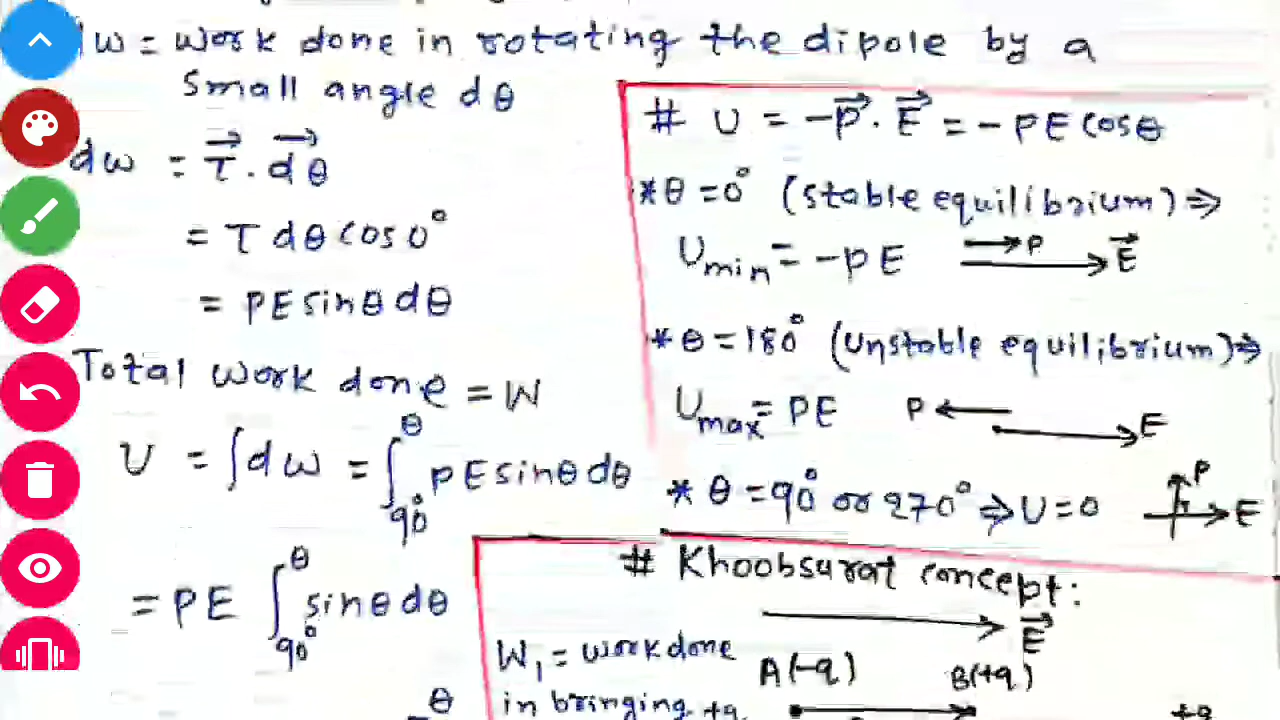 dw = work done in rotating the dipole by a
small angle dθ
dw = τ⃗ . d⃗θ
= τ dθ cos 0°
= PE sinθ dθ
Total work done = W
U = ∫dw = ∫₉₀°^θ PE sinθ dθ
= PE ∫₉₀°^θ sinθ dθ
θ
# U = -P⃗ . E⃗ = - PE cosθ
* θ = 0° (stable equilibrium) ⇒
Umin = -PE P E⃗
* θ = 180° (unstable equilibrium) ⇒
Umax = PE P E
* θ = 90° or 270° ⇒ U = 0 P E
# Khoobsurat concept:
E⃗
W₁ = work done
A(-q) B(+q)
in bringing +q
+q